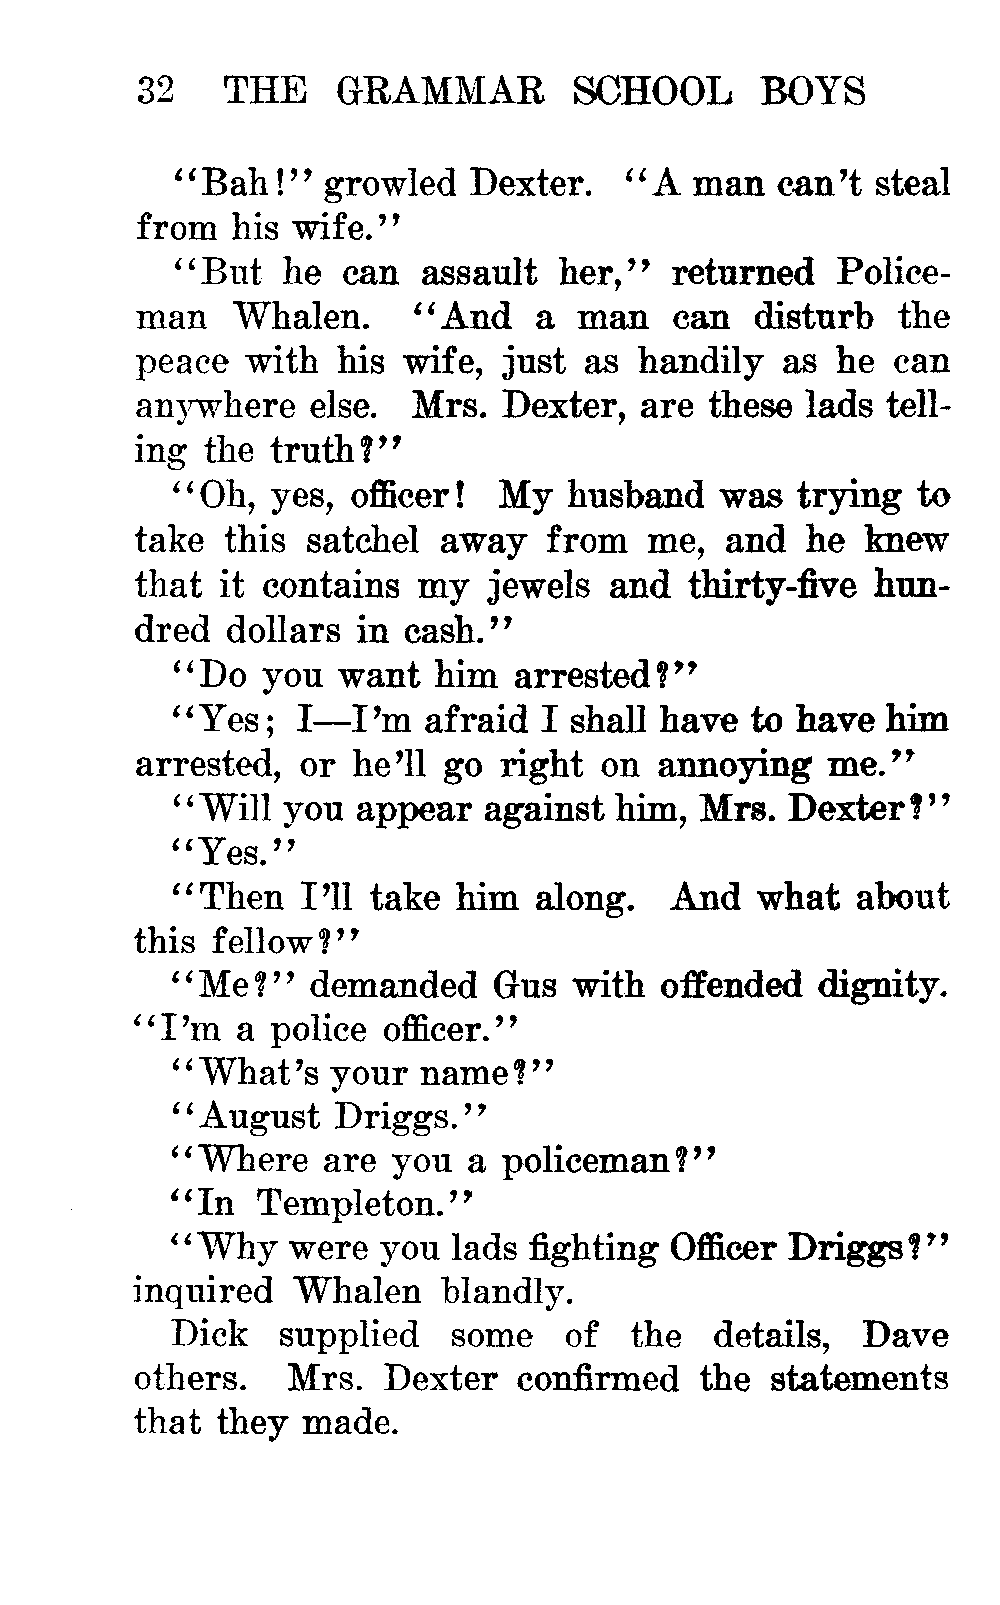 32 THE GRAMMAR SCHOOL BOYS
"Bah!" growled Dexter. "A man can't steal
from his wife."
"But he can assault her," returned Police-
man Whalen. "And a man can disturb the
peace with his wife, just as handily as he can
anywhere else. Mrs. Dexter, are these lads tell-
ing the truth?"
"Oh, yes, officer! My husband was trying to
take this satchel away from me, and he knew
that it contains my jewels and thirty-five hun-
dred dollars in cash."
"Do you want him arrested?"
"Yes; I—I'm afraid I shall have to have him
arrested, or he'll go right on annoying me."
"Will you appear against him, Mrs. Dexter?"
"Yes."
"Then I'll take him along. And what about
this fellow?"
"Me?" demanded Gus with offended dignity.
"I'm a police officer."
"What's your name?"
"August Driggs."
"Where are you a policeman?"
"In Templeton."
"Why were you lads fighting Officer Driggs?"
inquired Whalen blandly.
Dick supplied some of the details, Dave
others. Mrs. Dexter confirmed the statements
that they made.